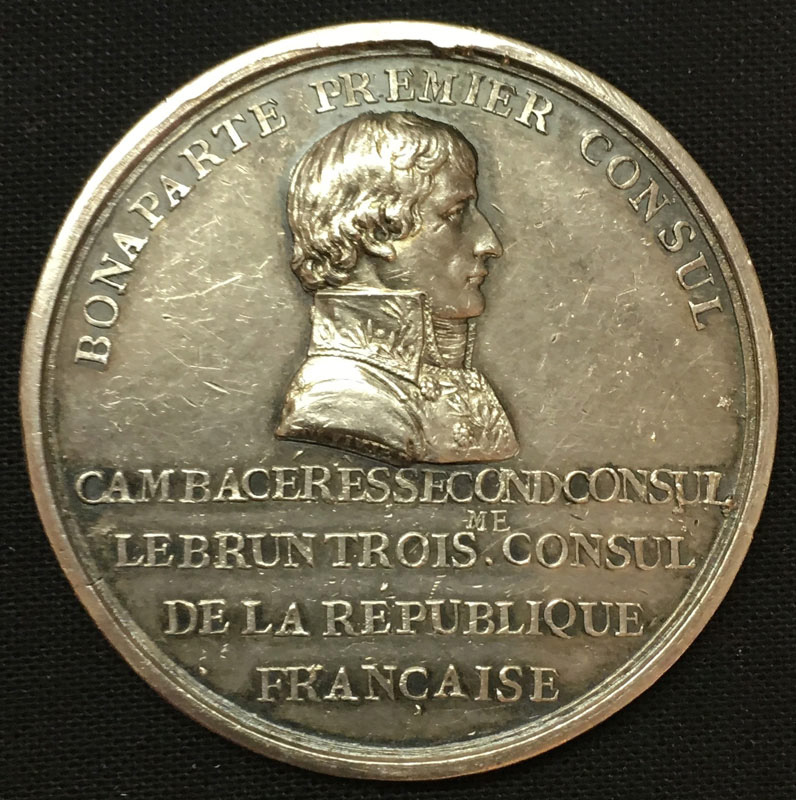 BONAPARTE PREMIER CONSUL
CAMBACERES SECOND CONSUL
LEBRUN TROIS.ME CONSUL
DE LA RÉPUBLIQUE
FRANÇAISE